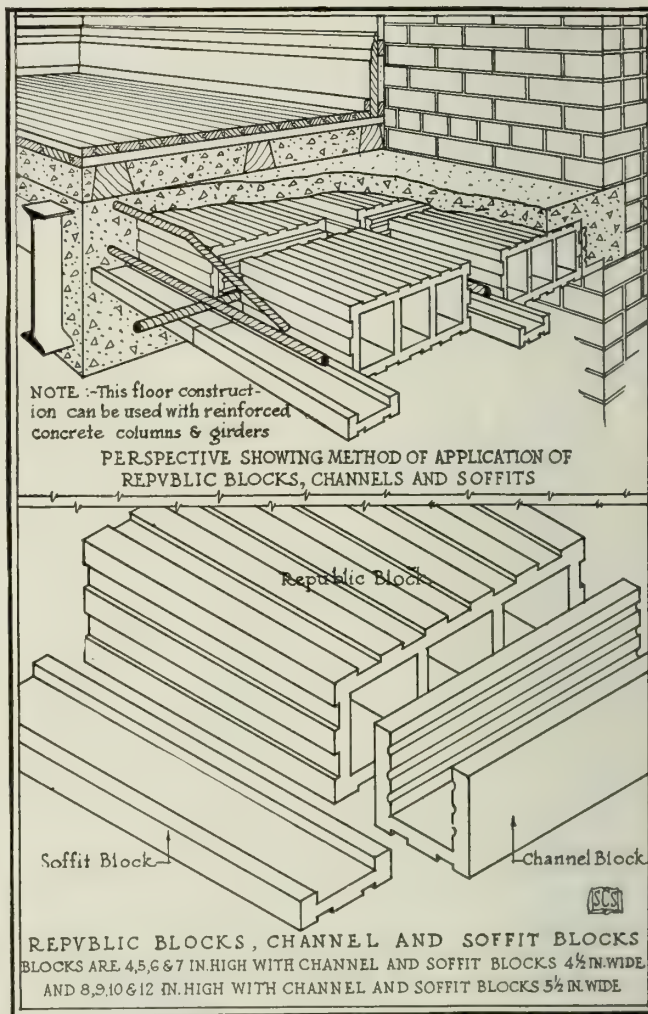 NOTE :-This floor construct-
ion can be used with reinforced
concrete columns & girders
PERSPECTIVE SHOWING METHOD OF APPLICATION OF
REPVBLIC BLOCKS, CHANNELS AND SOFFITS
Republic Block
Soffit Block
Channel Block
SCS
REPVBLIC BLOCKS, CHANNEL AND SOFFIT BLOCKS
BLOCKS ARE 4,5,6 & 7 IN. HIGH WITH CHANNEL AND SOFFIT BLOCKS 4½ IN. WIDE
AND 8,9,10 & 12 IN. HIGH WITH CHANNEL AND SOFFIT BLOCKS 5½ IN. WIDE